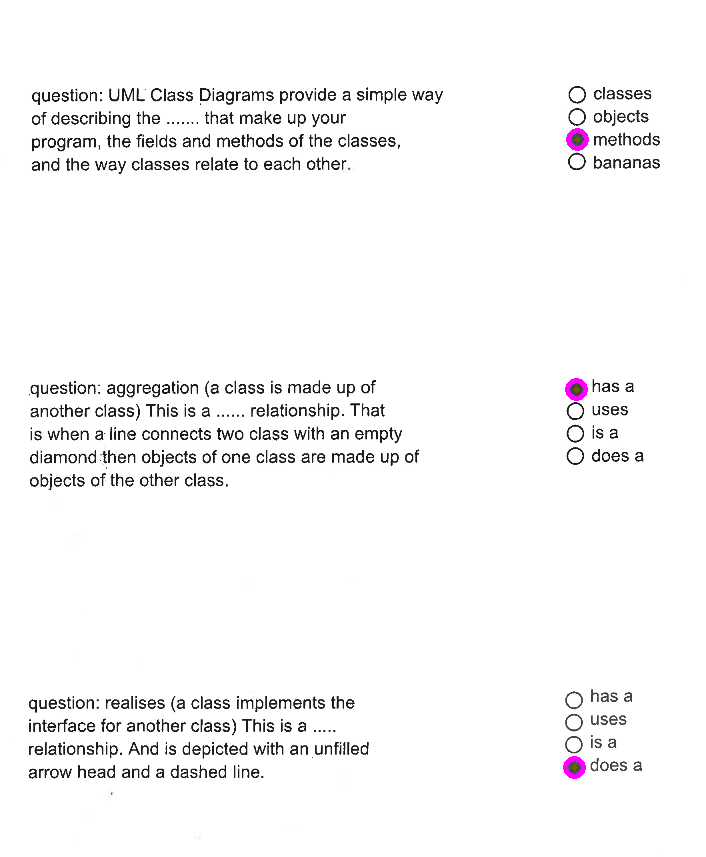 question: UML Class Diagrams provide a simple way
of describing the ....... that make up your
program, the fields and methods of the classes,
and the way classes relate to each other.
classes
objects
methods
bananas
question: aggregation (a class is made up of
another class) This is a ...... relationship. That
is when a line connects two class with an empty
diamond then objects of one class are made up of
objects of the other class.
has a
uses
is a
does a
question: realises (a class implements the
interface for another class) This is a .....
relationship. And is depicted with an unfilled
arrow head and a dashed line.
has a
uses
is a
does a